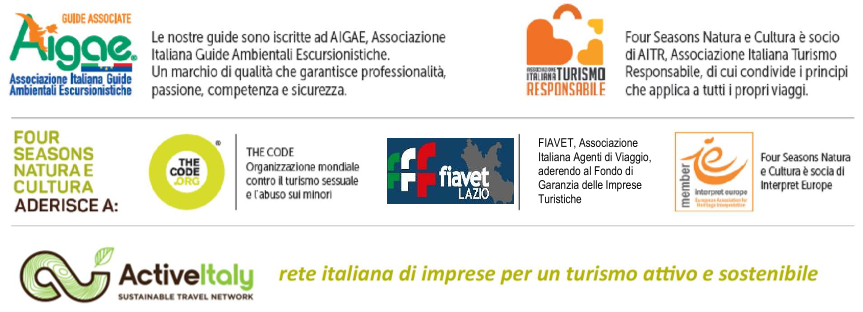 GUIDE ASSOCIATE
Aigae
Associazione Italiana Guide
Ambientali Escursionistiche
Le nostre guide sono iscritte ad AIGAE, Associazione
Italiana Guide Ambientali Escursionistiche.
Un marchio di qualità che garantisce professionalità,
passione, competenza e sicurezza.
ASSOCIAZIONE
ITALIANA TURISMO
RESPONSABILE
Four Seasons Natura e Cultura è socio
di AITR, Associazione Italiana Turismo
Responsabile, di cui condivide i principi
che applica a tutti i propri viaggi.
FOUR
SEASONS
NATURA E
CULTURA
ADERISCE A:
THE
CODE
.ORG
®
THE CODE
Organizzazione mondiale
contro il turismo sessuale
e l'abuso sui minori
fiavet
LAZIO
FIAVET, Associazione
Italiana Agenti di Viaggio,
aderendo al Fondo di
Garanzia delle Imprese
Turistiche
member
interpret europe
European Association for
Heritage Interpretation
Four Seasons Natura
e Cultura è socia di
Interpret Europe
ActiveItaly
SUSTAINABLE TRAVEL NETWORK
rete italiana di imprese per un turismo attivo e sostenibile